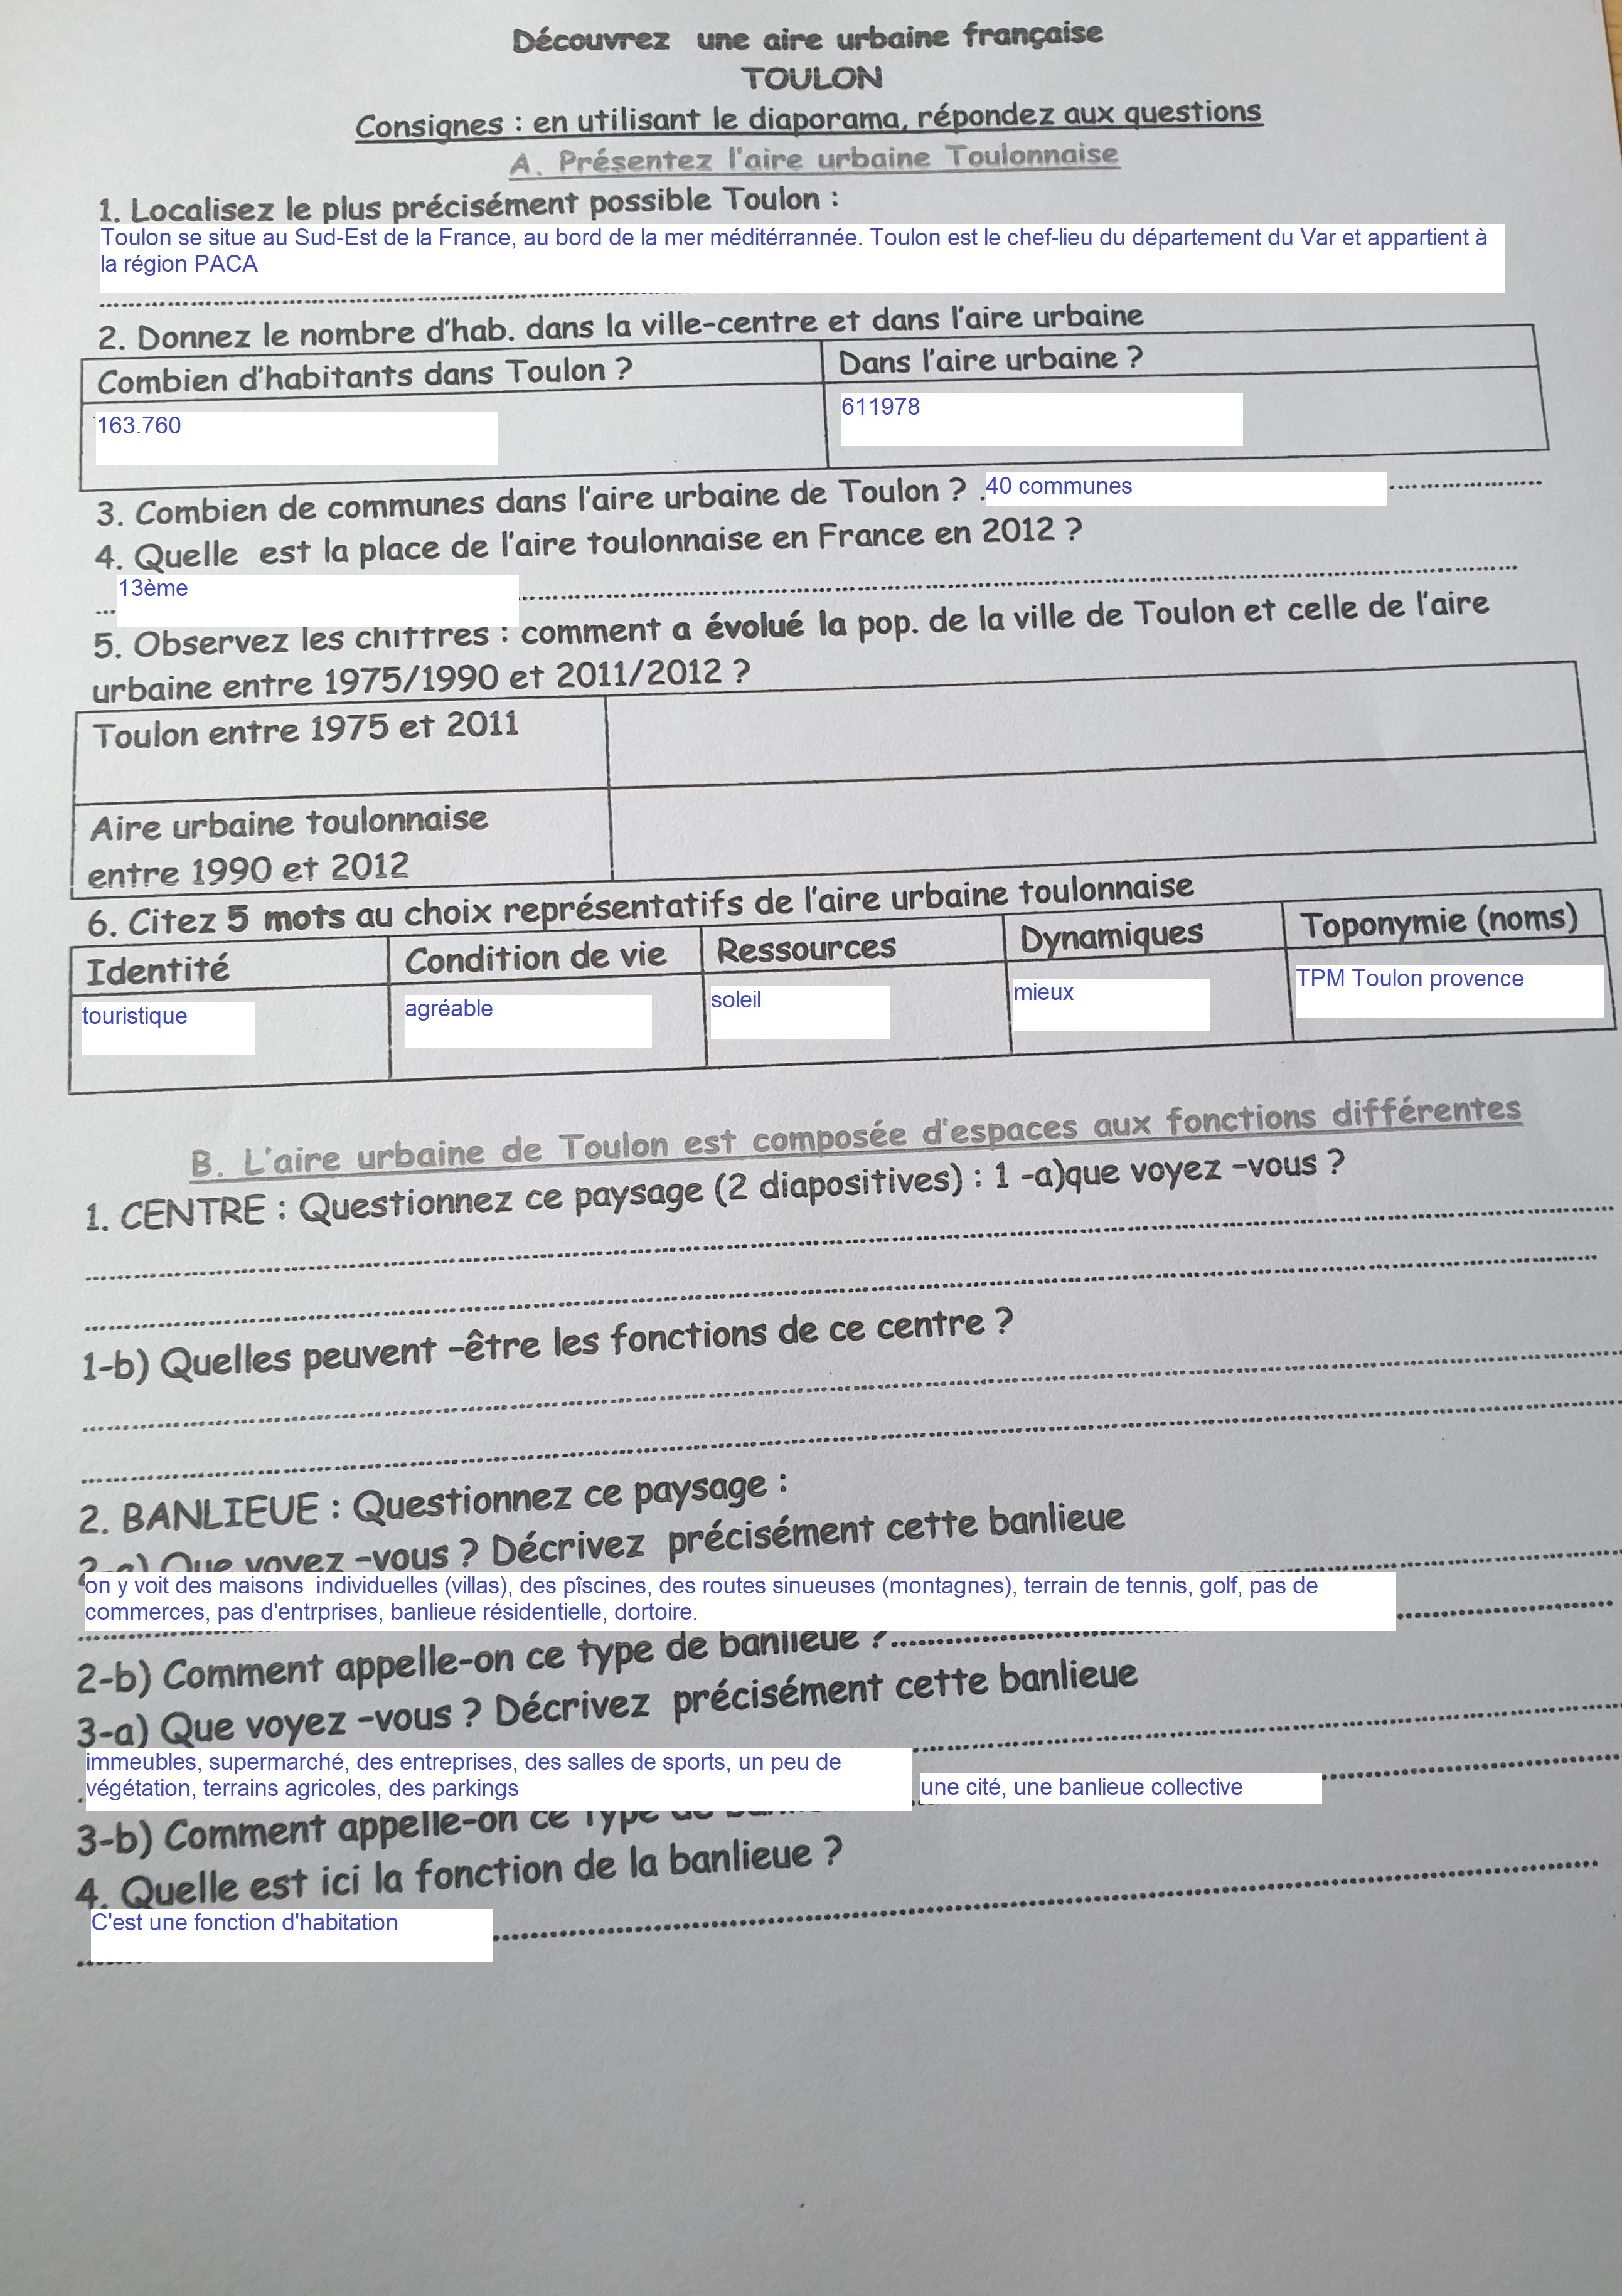 Découvrez une aire urbaine française
TOULON
Consignes : en utilisant le diaporama, répondez aux questions
A. Présentez l'aire urbaine Toulonnaise
1. Localisez le plus précisément possible Toulon :
Toulon se situe au Sud-Est de la France, au bord de la mer méditérrannée. Toulon est le chef-lieu du département du Var et appartient à
la région PACA
2. Donnez le nombre d'hab. dans la ville-centre et dans l'aire urbaine
Combien d'habitants dans Toulon ? Dans l'aire urbaine ?
163.760 611978
3. Combien de communes dans l'aire urbaine de Toulon ? 40 communes
4. Quelle est la place de l'aire toulonnaise en France en 2012 ?
13ème
5. Observez les chiffres : comment a évolué la pop. de la ville de Toulon et celle de l'aire
urbaine entre 1975/1990 et 2011/2012 ?
Toulon entre 1975 et 2011
Aire urbaine toulonnaise
entre 1990 et 2012
6. Citez 5 mots au choix représentatifs de l'aire urbaine toulonnaise
Identité Condition de vie Ressources Dynamiques Toponymie (noms)
touristique agréable soleil mieux TPM Toulon provence
B. L'aire urbaine de Toulon est composée d'espaces aux fonctions différentes
1. CENTRE : Questionnez ce paysage (2 diapositives) : 1 -a)que voyez -vous ?
1-b) Quelles peuvent -être les fonctions de ce centre ?
2. BANLIEUE : Questionnez ce paysage :
2-a) Que voyez -vous ? Décrivez précisément cette banlieue
on y voit des maisons individuelles (villas), des pîscines, des routes sinueuses (montagnes), terrain de tennis, golf, pas de
commerces, pas d'entrprises, banlieue résidentielle, dortoire.
2-b) Comment appelle-on ce type de banlieue ?
3-a) Que voyez -vous ? Décrivez précisément cette banlieue
immeubles, supermarché, des entreprises, des salles de sports, un peu de
végétation, terrains agricoles, des parkings
une cité, une banlieue collective
3-b) Comment appelle-on ce type de
4. Quelle est ici la fonction de la banlieue ?
C'est une fonction d'habitation